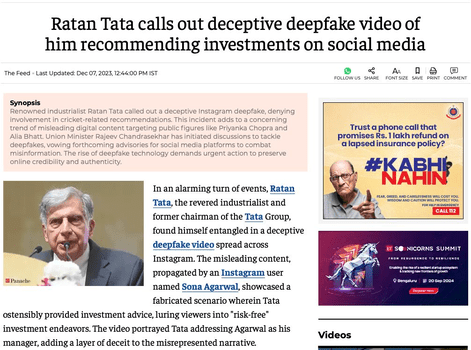 Ratan Tata calls out deceptive deepfake video of
him recommending investments on social media
The Feed - Last Updated: Dec 07, 2023, 12:44:00 PM IST
FOLLOW US SHARE FONT SIZE SAVE PRINT COMMENT
Synopsis
Renowned industrialist Ratan Tata called out a deceptive Instagram deepfake, denying
involvement in cricket-related recommendations. This incident adds to a concerning
trend of misleading digital content targeting public figures like Priyanka Chopra and
Alia Bhatt. Union Minister Rajeev Chandrasekhar has initiated discussions to tackle
deepfakes, vowing forthcoming advisories for social media platforms to combat
misinformation. The rise of deepfake technology demands urgent action to preserve
online credibility and authenticity.
Panache
In an alarming turn of events, Ratan
Tata, the revered industrialist and
former chairman of the Tata Group,
found himself entangled in a deceptive
deepfake video spread across
Instagram. The misleading content,
propagated by an Instagram user
named Sona Agarwal, showcased a
fabricated scenario wherein Tata
ostensibly provided investment advice, luring viewers into "risk-free"
investment endeavors. The video portrayed Tata addressing Agarwal as his
manager, adding a layer of deceit to the misrepresented narrative.
Trust a phone call that
promises Rs. 1 lakh refund on
a lapsed insurance policy?
#KABHI
NAHIN
CALL 112
ET SOONICORNS SUMMIT
FROM RESURGENCE TO RESILIENCE
Bengaluru 20 Sep 2024
Videos